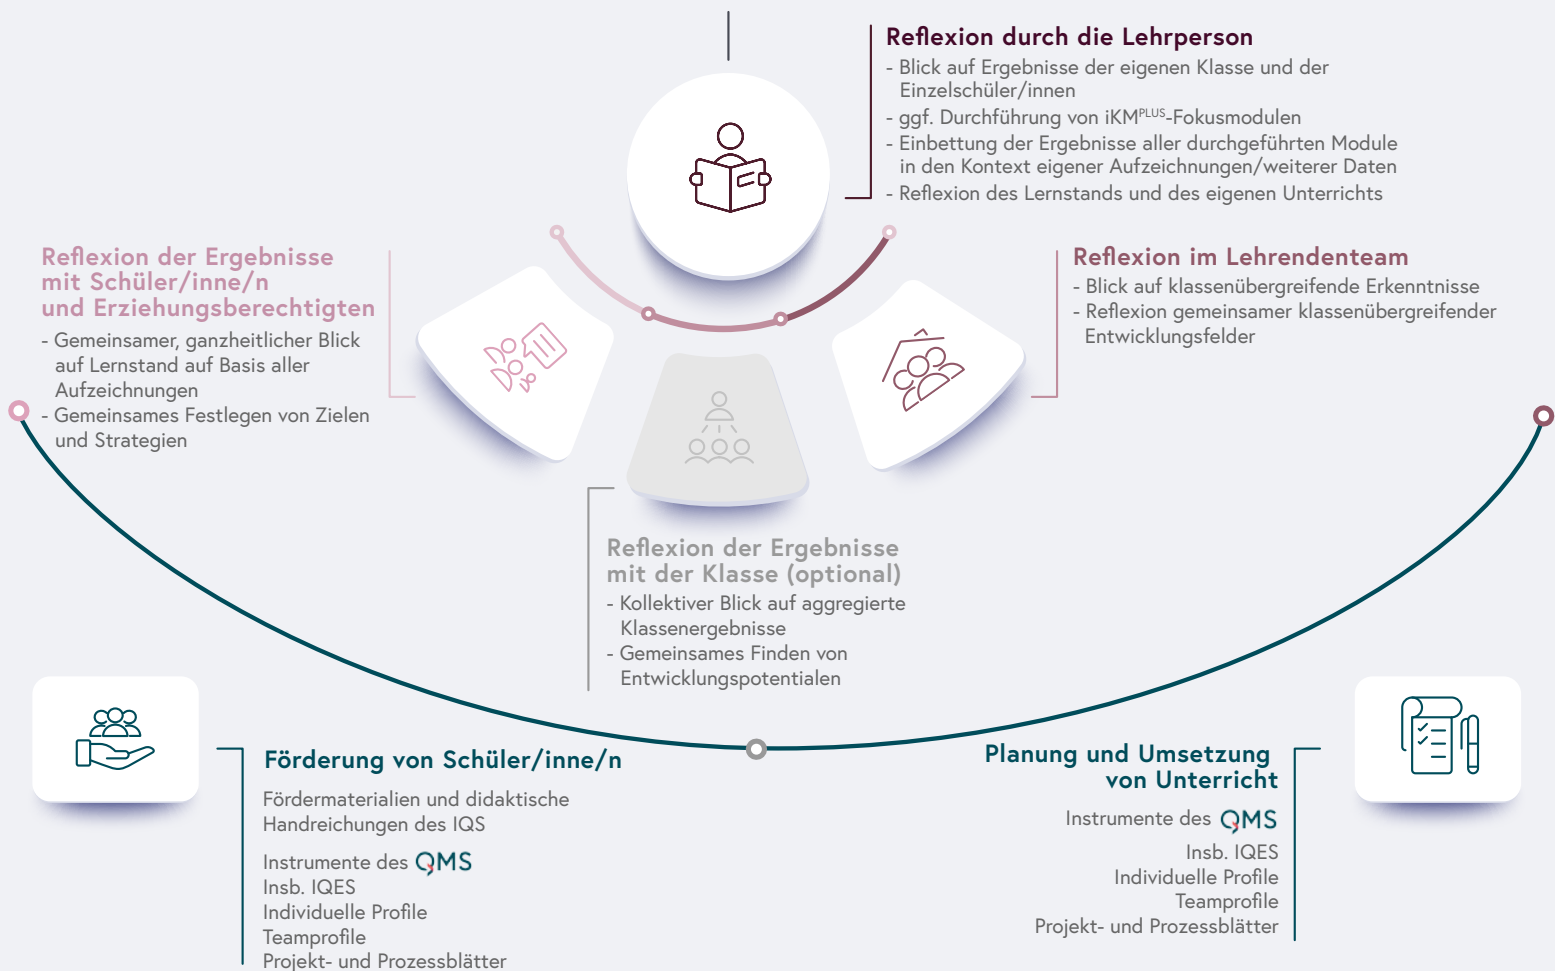 Reflexion durch die Lehrperson
- Blick auf Ergebnisse der eigenen Klasse und der
Einzelschüler/innen
- ggf. Durchführung von iKMPLUS-Fokusmodulen
- Einbettung der Ergebnisse aller durchgeführten Module
in den Kontext eigener Aufzeichnungen/weiterer Daten
- Reflexion des Lernstands und des eigenen Unterrichts
Reflexion der Ergebnisse
mit Schüler/inne/n
und Erziehungsberechtigten
- Gemeinsamer, ganzheitlicher Blick
auf Lernstand auf Basis aller
Aufzeichnungen
- Gemeinsames Festlegen von Zielen
und Strategien
Reflexion im Lehrendenteam
- Blick auf klassenübergreifende Erkenntnisse
- Reflexion gemeinsamer klassenübergreifender
Entwicklungsfelder
Reflexion der Ergebnisse
mit der Klasse (optional)
- Kollektiver Blick auf aggregierte
Klassenergebnisse
- Gemeinsames Finden von
Entwicklungspotentialen
Förderung von Schüler/inne/n
Fördermaterialien und didaktische
Handreichungen des IQS
Instrumente des QMS
Insb. IQES
Individuelle Profile
Teamprofile
Projekt- und Prozessblätter
Planung und Umsetzung
von Unterricht
Instrumente des QMS
Insb. IQES
Individuelle Profile
Teamprofile
Projekt- und Prozessblätter